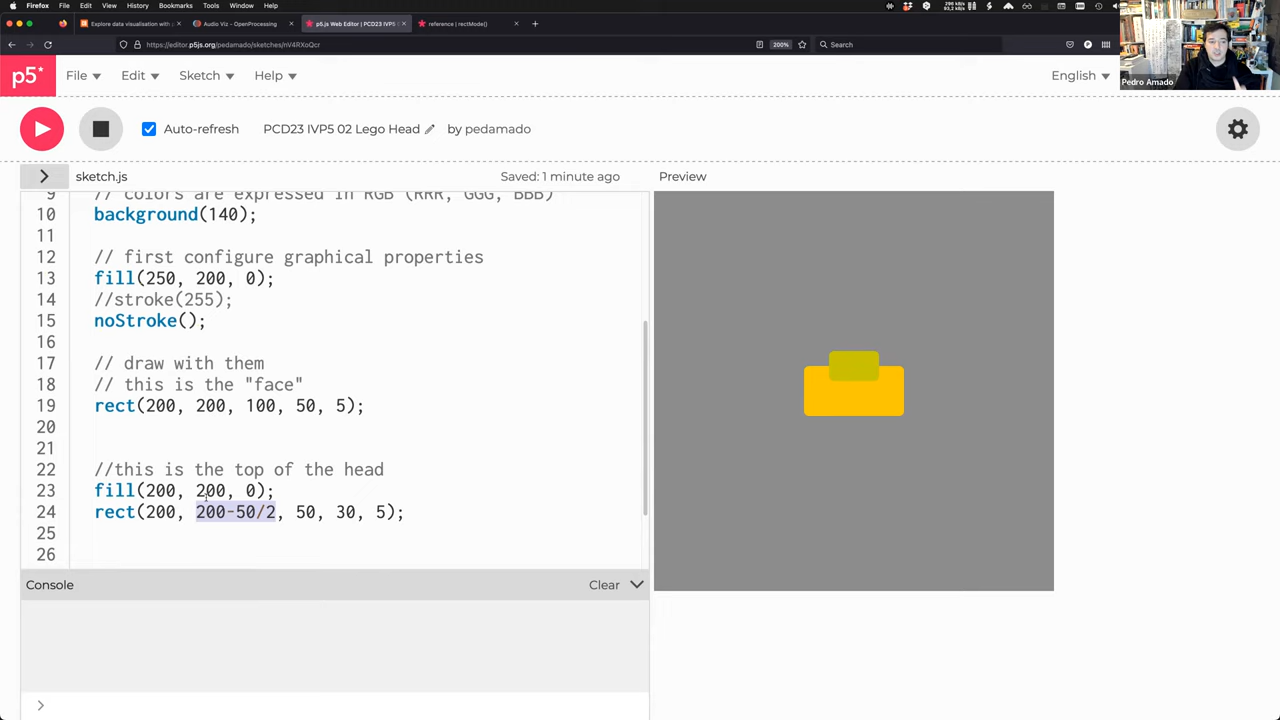 Firefox File Edit View History Bookmarks Tools Window Help
Explore data visualisation with
Audio Viz - OpenProcessing
p5.js Web Editor | PCD23 IVP5
reference | rectMode()
https://editor.p5js.org/pedamado/sketches/nV4RXoQcr
200%
Search
Pedro Amado
p5* File Edit Sketch Help English
Auto-refresh PCD23 IVP5 02 Lego Head by pedamado
sketch.js Saved: 1 minute ago Preview
9 // colors are expressed in RGB (RRR, GGG, BBB)
10 background(140);
11
12 // first configure graphical properties
13 fill(250, 200, 0);
14 //stroke(255);
15 noStroke();
16
17 // draw with them
18 // this is the "face"
19 rect(200, 200, 100, 50, 5);
20
21
22 //this is the top of the head
23 fill(200, 200, 0);
24 rect(200, 200-50/2, 50, 30, 5);
25
26
Console Clear
>